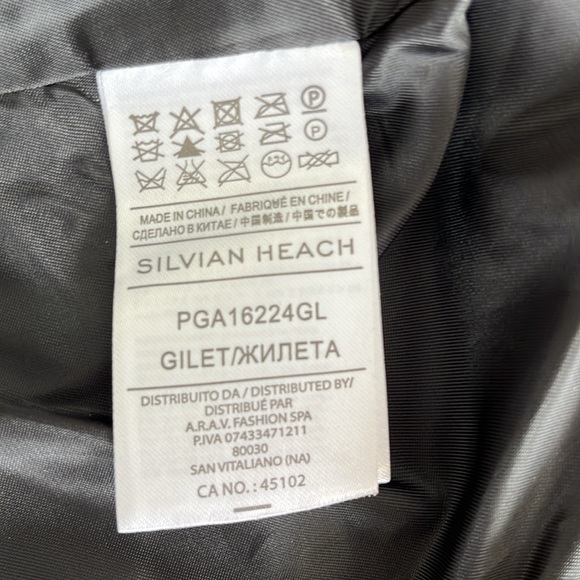 P
P
MADE IN CHINA / FABRIQUÉ EN CHINE /
СДЕЛАНО В КИТАЕ / 中国制造 / 中国での製品
SILVIAN HEACH
PGA16224GL
GILET/ЖИЛЕТА
DISTRIBUITO DA / DISTRIBUTED BY/
DISTRIBUÉ PAR
A.R.A.V. FASHION SPA
P.IVA 07433471211
80030
SAN VITALIANO (NA)
CA NO. : 45102